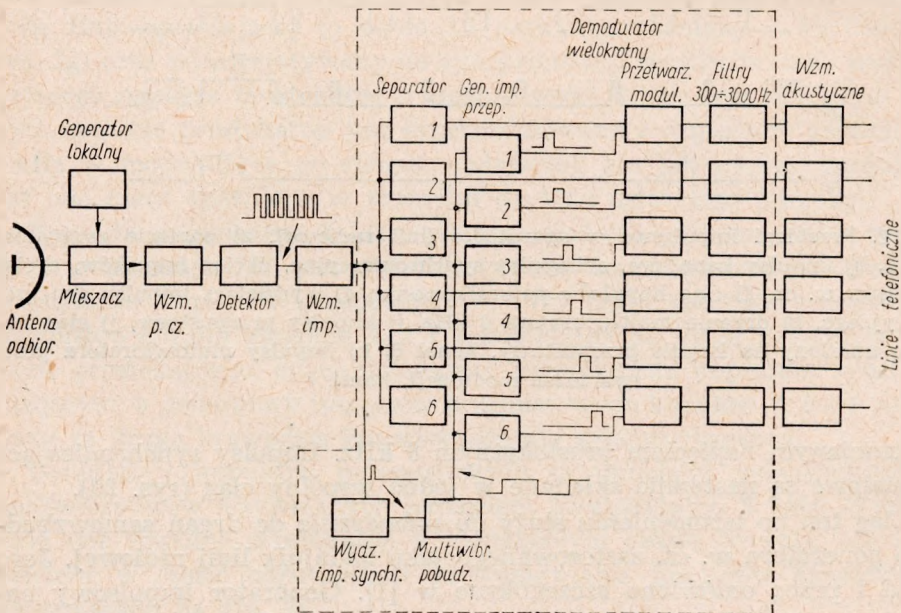 Demodulator
wielokrotny
Separator
Gen. imp.
przep.
Przetwarz.
modul.
Filtry
300÷3000Hz
Wzm.
akustyczne
Generator
lokalny
1
2
3
4
5
6
1
2
3
4
5
6
Mieszacz
Wzm.
p. cz.
Detektor
Wzm.
imp.
Antena
odbior.
Linie telefoniczne
Wydz.
imp. synchr.
Multiwibr.
pobudz.